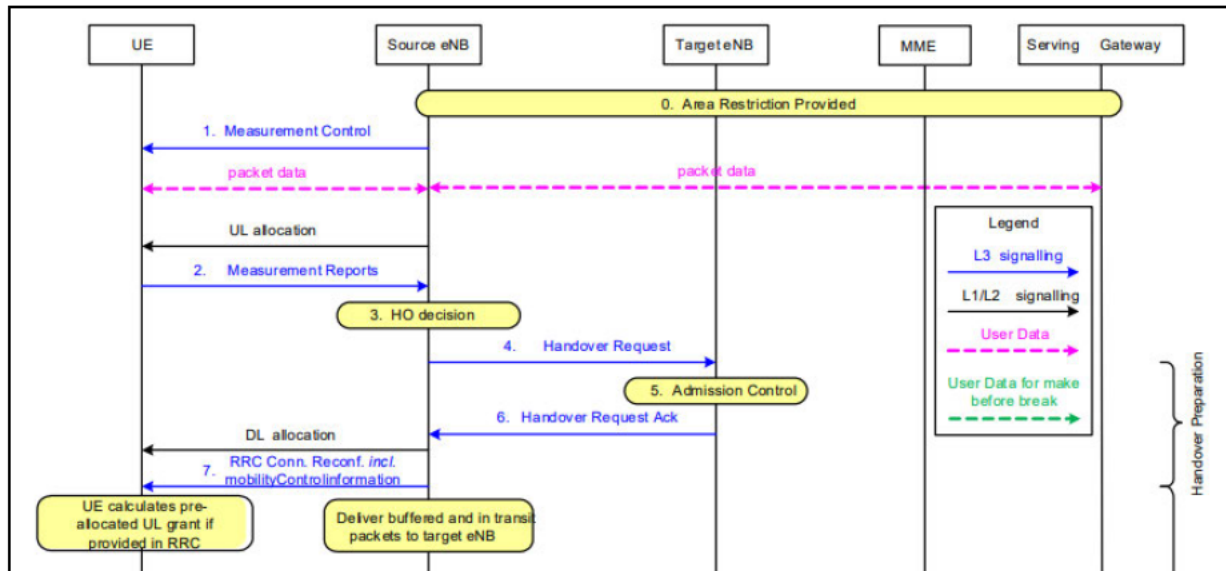 UE
Source eNB
Target eNB
MME
Serving Gateway
0. Area Restriction Provided
1. Measurement Control
packet data
packet data
UL allocation
2. Measurement Reports
3. HO decision
4. Handover Request
5. Admission Control
6. Handover Request Ack
DL allocation
7. RRC Conn. Reconf. incl.
mobilityControlinformation
UE calculates pre-
allocated UL grant if
provided in RRC
Deliver buffered and in transit
packets to target eNB
Legend
L3 signalling
L1/L2 signalling
User Data
User Data for make
before break
Handover Preparation